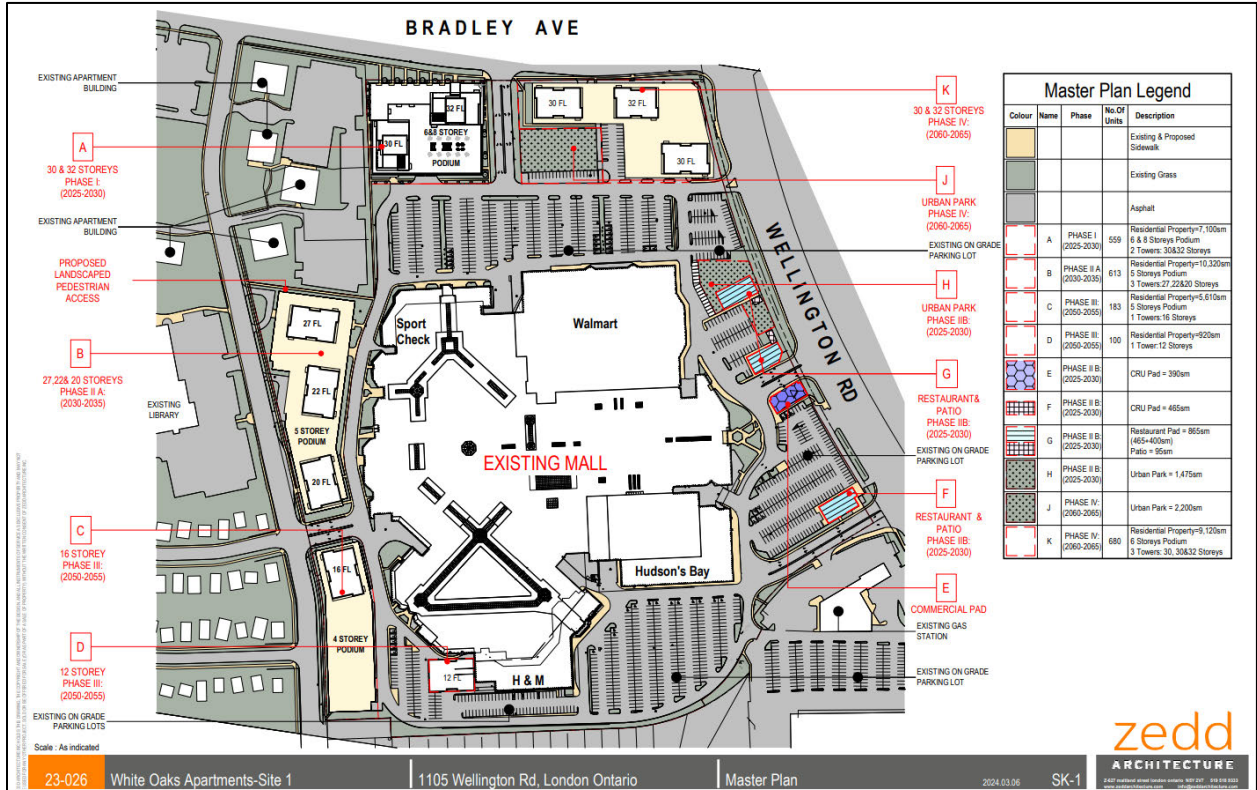 BRADLEY AVE
EXISTING APARTMENT
BUILDING
A
30 & 32 STOREYS
PHASE I:
(2025-2030)
EXISTING APARTMENT
BUILDING
PROPOSED
LANDSCAPED
PEDESTRIAN
ACCESS
B
27,22& 20 STOREYS
PHASE II A:
(2030-2035)
EXISTING
LIBRARY
C
16 STOREY
PHASE III:
(2050-2055)
D
12 STOREY
PHASE III:
(2050-2055)
EXISTING ON GRADE
PARKING LOTS
Scale : As indicated
32 FL
6&8 STOREY
30 FL
PODIUM
30 FL
32 FL
30 FL
27 FL
22 FL
5 STOREY
PODIUM
20 FL
16 FL
4 STOREY
PODIUM
12 FL
H & M
Sport
Check
Walmart
EXISTING MALL
Hudson's Bay
WELLINGTON RD
K
30 & 32 STOREYS
PHASE IV:
(2060-2065)
J
URBAN PARK
PHASE IV:
(2060-2065)
EXISTING ON GRADE
PARKING LOT
H
URBAN PARK
PHASE IIB:
(2025-2030)
G
RESTAURANT&
PATIO
PHASE IIB:
(2025-2030)
EXISTING ON GRADE
PARKING LOT
F
RESTAURANT &
PATIO
PHASE IIB:
(2025-2030)
E
COMMERCIAL PAD
EXISTING GAS
STATION
EXISTING ON GRADE
PARKING LOT
Master Plan Legend
Colour Name Phase No.Of Units Description
Existing & Proposed
Sidewalk
Existing Grass
Asphalt
A PHASE I (2025-2030) 559 Residential Property=7,100sm
6 & 8 Storeys Podium
2 Towers: 30&32 Storeys
B PHASE II A (2030-2035) 613 Residential Property=10,320sm
5 Storeys Podium
3 Towers:27,22&20 Storeys
C PHASE III: (2050-2055) 183 Residential Property=5,610sm
5 Storeys Podium
1 Towers:16 Storeys
D PHASE III: (2050-2055) 100 Residential Property=920sm
1 Tower:12 Storeys
E PHASE II B: (2025-2030) CRU Pad = 390sm
F PHASE II B: (2025-2030) CRU Pad = 465sm
G PHASE II B: (2025-2030) Restaurant Pad = 865sm
(465+400sm)
Patio = 95sm
H PHASE II B: (2025-2030) Urban Park = 1,475sm
J PHASE IV: (2060-2065) Urban Park = 2,200sm
K PHASE IV: (2060-2065) 680 Residential Property=9,120sm
6 Storeys Podium
3 Towers: 30, 30&32 Storeys
zedd
ARCHITECTURE
23-026 White Oaks Apartments-Site 1 1105 Wellington Rd, London Ontario Master Plan 2024.03.06 SK-1